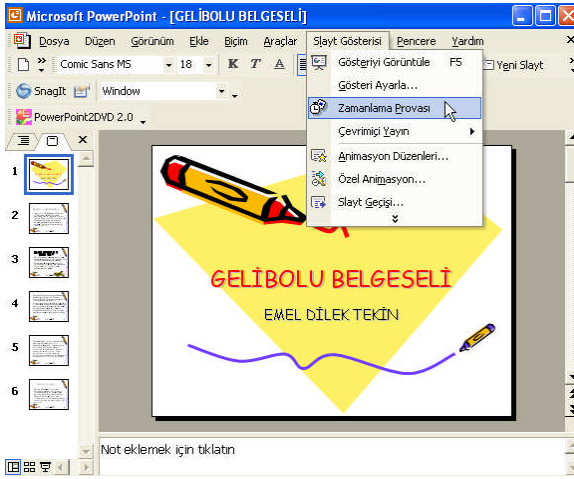 Microsoft PowerPoint - [GELİBOLU BELGESELİ]
Dosya Düzen Görünüm Ekle Biçim Araçlar Slayt Gösterisi Pencere Yardım
Comic Sans MS 18 K T A Yeni Slayt
SnagIt Window
PowerPoint2DVD 2.0
Gösteriyi Görüntüle F5
Gösteri Ayarla...
Zamanlama Provası
Çevrimiçi Yayın
Animasyon Düzenleri...
Özel Animasyon...
Slayt Geçişi...
1
2
3
4
5
6
GELİBOLU BELGESELİ
EMEL DİLEK TEKİN
Not eklemek için tıklatın